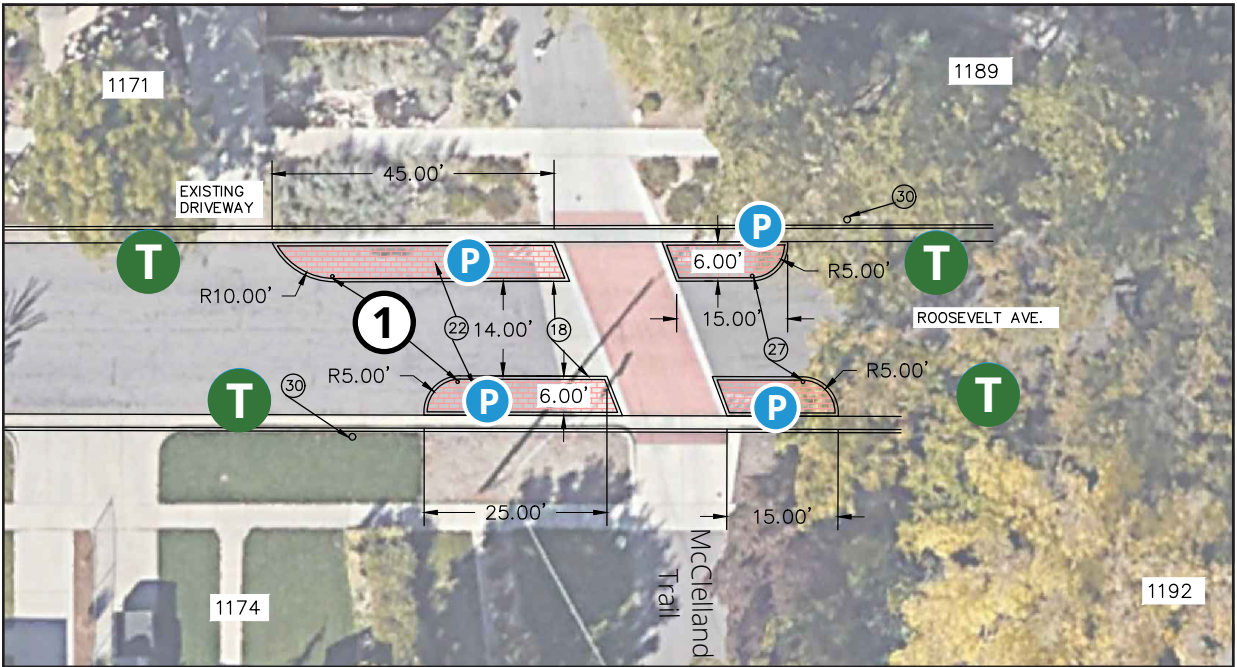 1171
1189
45.00'
EXISTING
DRIVEWAY
30
P
T
P
6.00'
T
R5.00'
R10.00'
1
22
14.00'
18
15.00'
ROOSEVELT AVE.
27
R5.00'
R5.00'
30
T
P
6.00'
P
T
25.00'
15.00'
McClelland
Trail
1174
1192